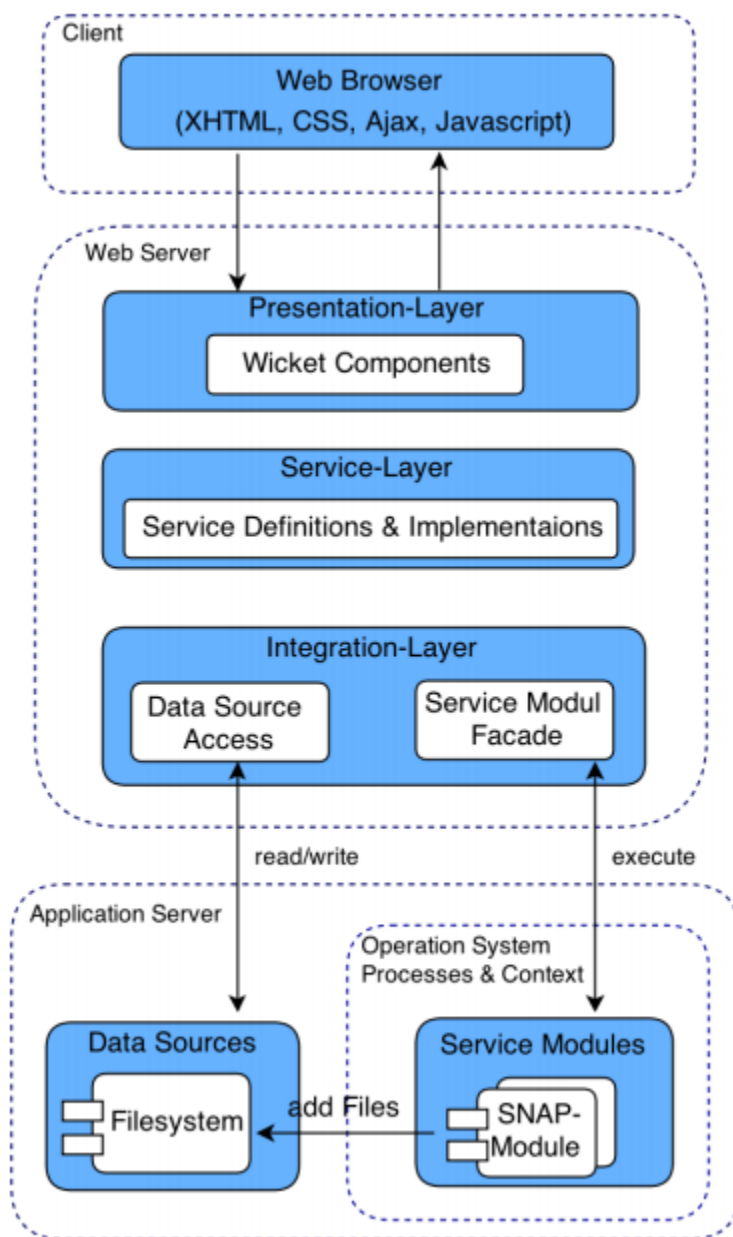 Client
Web Browser
(XHTML, CSS, Ajax, Javascript)
Web Server
Presentation-Layer
Wicket Components
Service-Layer
Service Definitions & Implementaions
Integration-Layer
Data Source
Access
Service Modul
Facade
read/write
execute
Application Server
Operation System
Processes & Context
Data Sources
Filesystem
add Files
Service Modules
SNAP-
Module